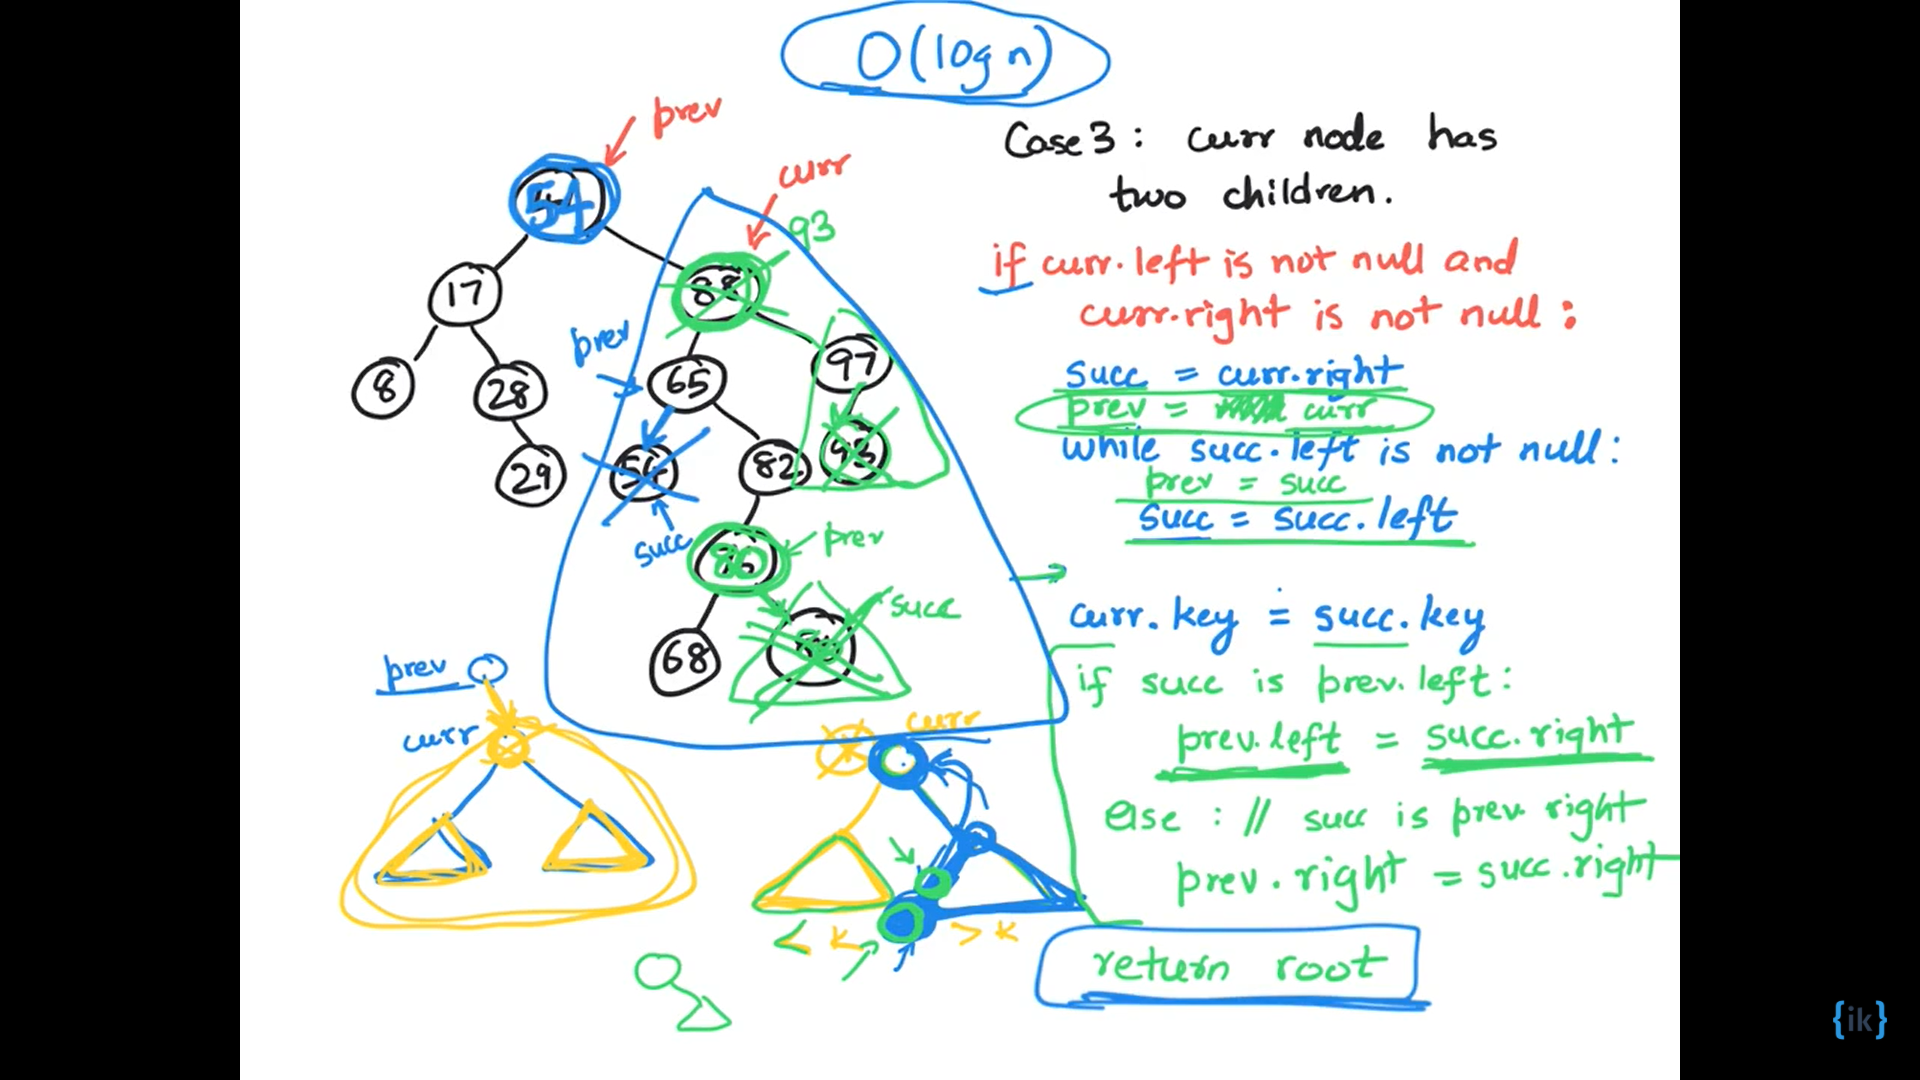 O(log n)
prev
curr
93
54
88
17
97
prev
65
8
28
82
93
29
54
succ
prev
succ
68
Case 3 : curr node has
two children.
if curr.left is not null and
curr.right is not null :
succ = curr.right
prev = curr
while succ.left is not null :
prev = succ
succ = succ.left
curr.key = succ.key
if succ is prev.left :
prev.left = succ.right
else : // succ is prev.right
prev.right = succ.right
return root
prev
curr
curr
< k
> k
{ik}